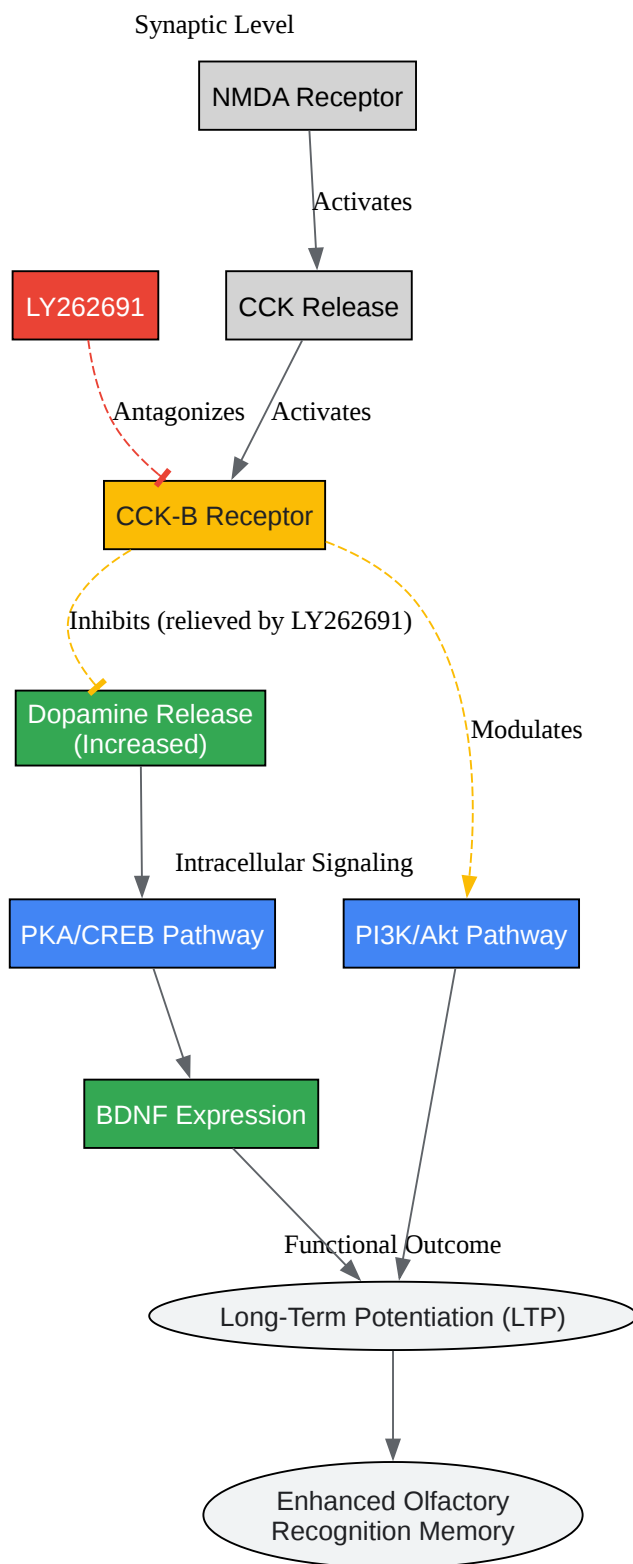 Synaptic Level
NMDA Receptor
Activates
LY262691
CCK Release
Antagonizes
Activates
CCK-B Receptor
Inhibits (relieved by LY262691)
Dopamine Release
(Increased)
Modulates
Intracellular Signaling
PKA/CREB Pathway
PI3K/Akt Pathway
BDNF Expression
Functional Outcome
Long-Term Potentiation (LTP)
Enhanced Olfactory
Recognition Memory